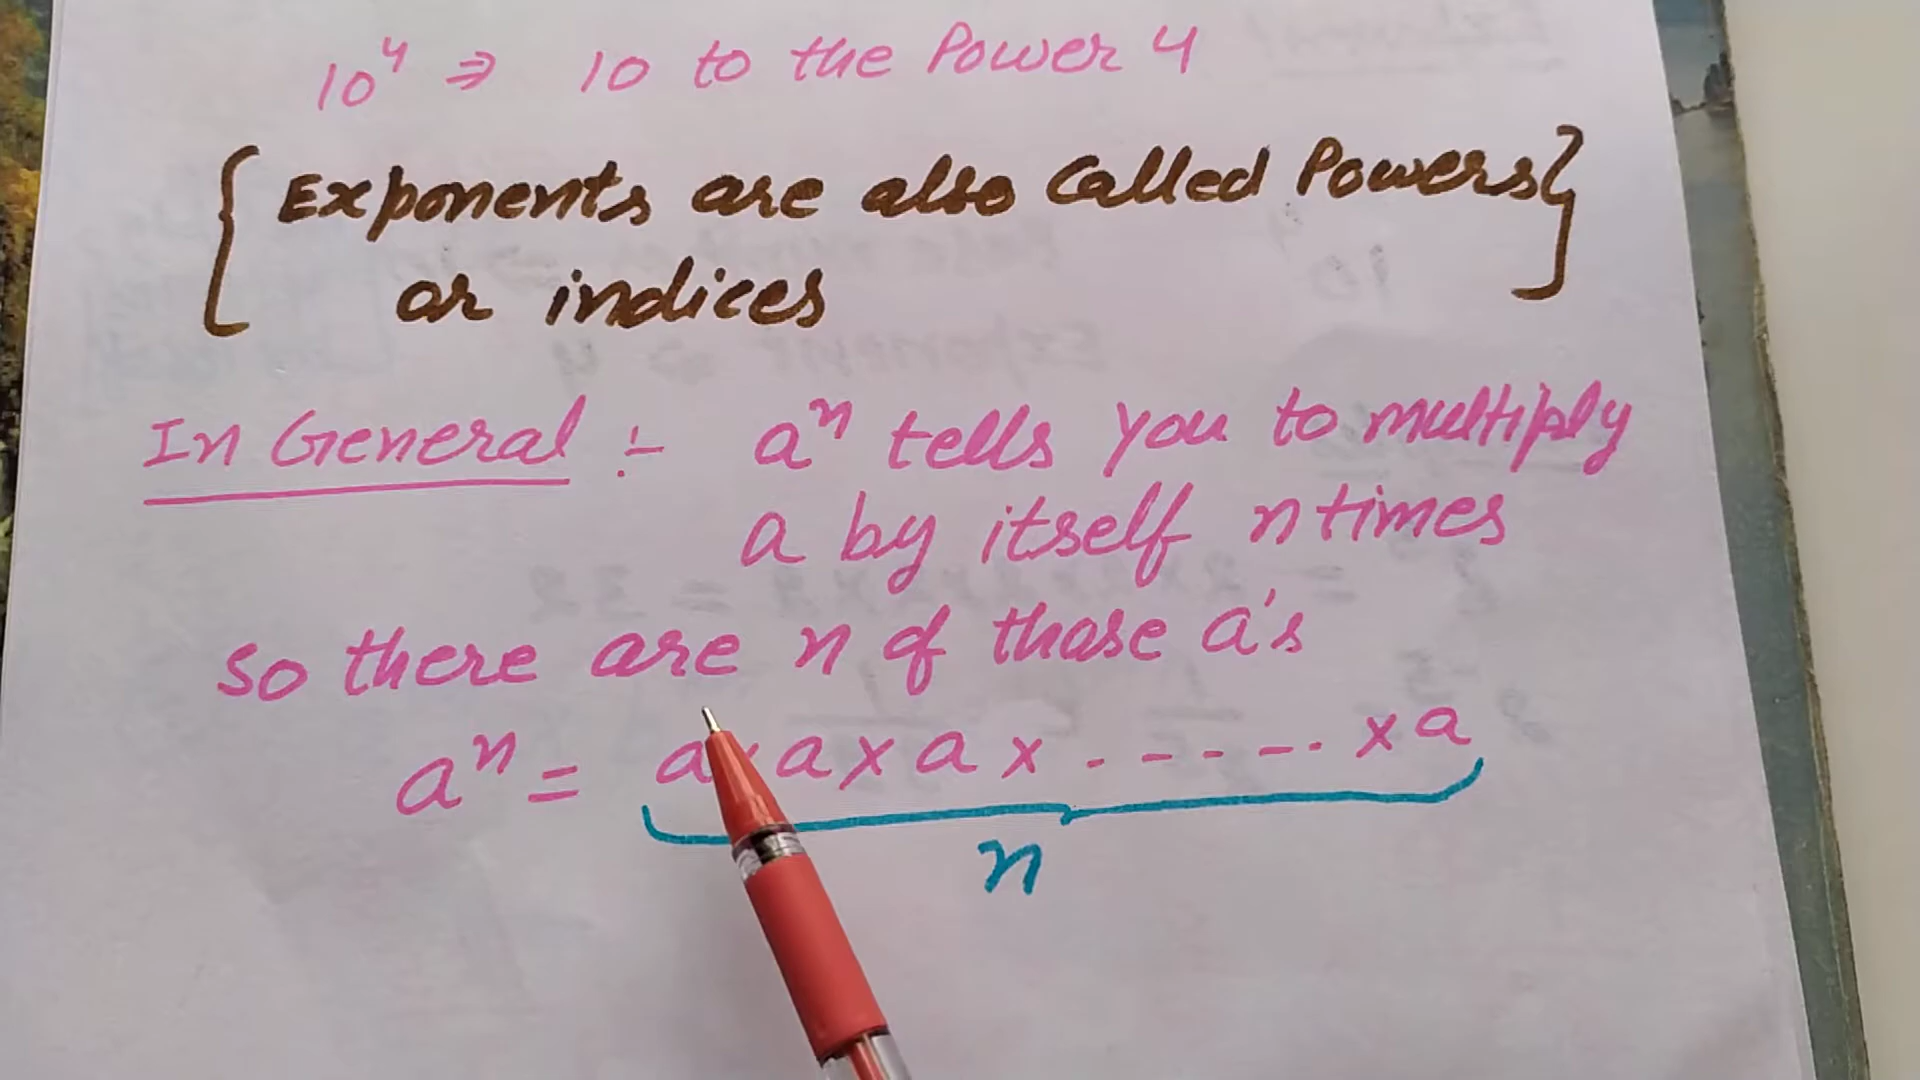 10⁴ ⇒ 10 to the Power 4
{ Exponents are also called Powers }
or indices
In General :- aⁿ tells you to multiply
a by itself n times
so there are n of those a's
aⁿ = a × a × a × . - - - - . × a
n